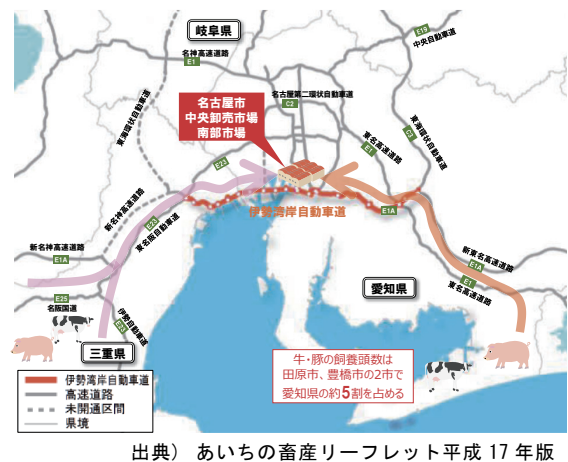 岐阜県
名神高速道路
E1
E19
中央自動車道
名古屋第二環状自動車道
C2
名古屋市
中央卸売市場
南部市場
東海環状自動車道
東海環状自動車道
C3
東名高速道路
E1
E23
新名神高速道路
E23
東名阪自動車道
伊勢湾岸自動車道
E1A
新名神高速道路
E1A
E25
名阪国道
伊勢自動車道
E23
三重県
愛知県
新東名高速道路
E1A
E1
東名高速道路
牛・豚の飼養頭数は
田原市、豊橋市の2市で
愛知県の約5割を占める
伊勢湾岸自動車道
高速道路
未開通区間
県境
出典） あいちの畜産リーフレット平成 17 年版